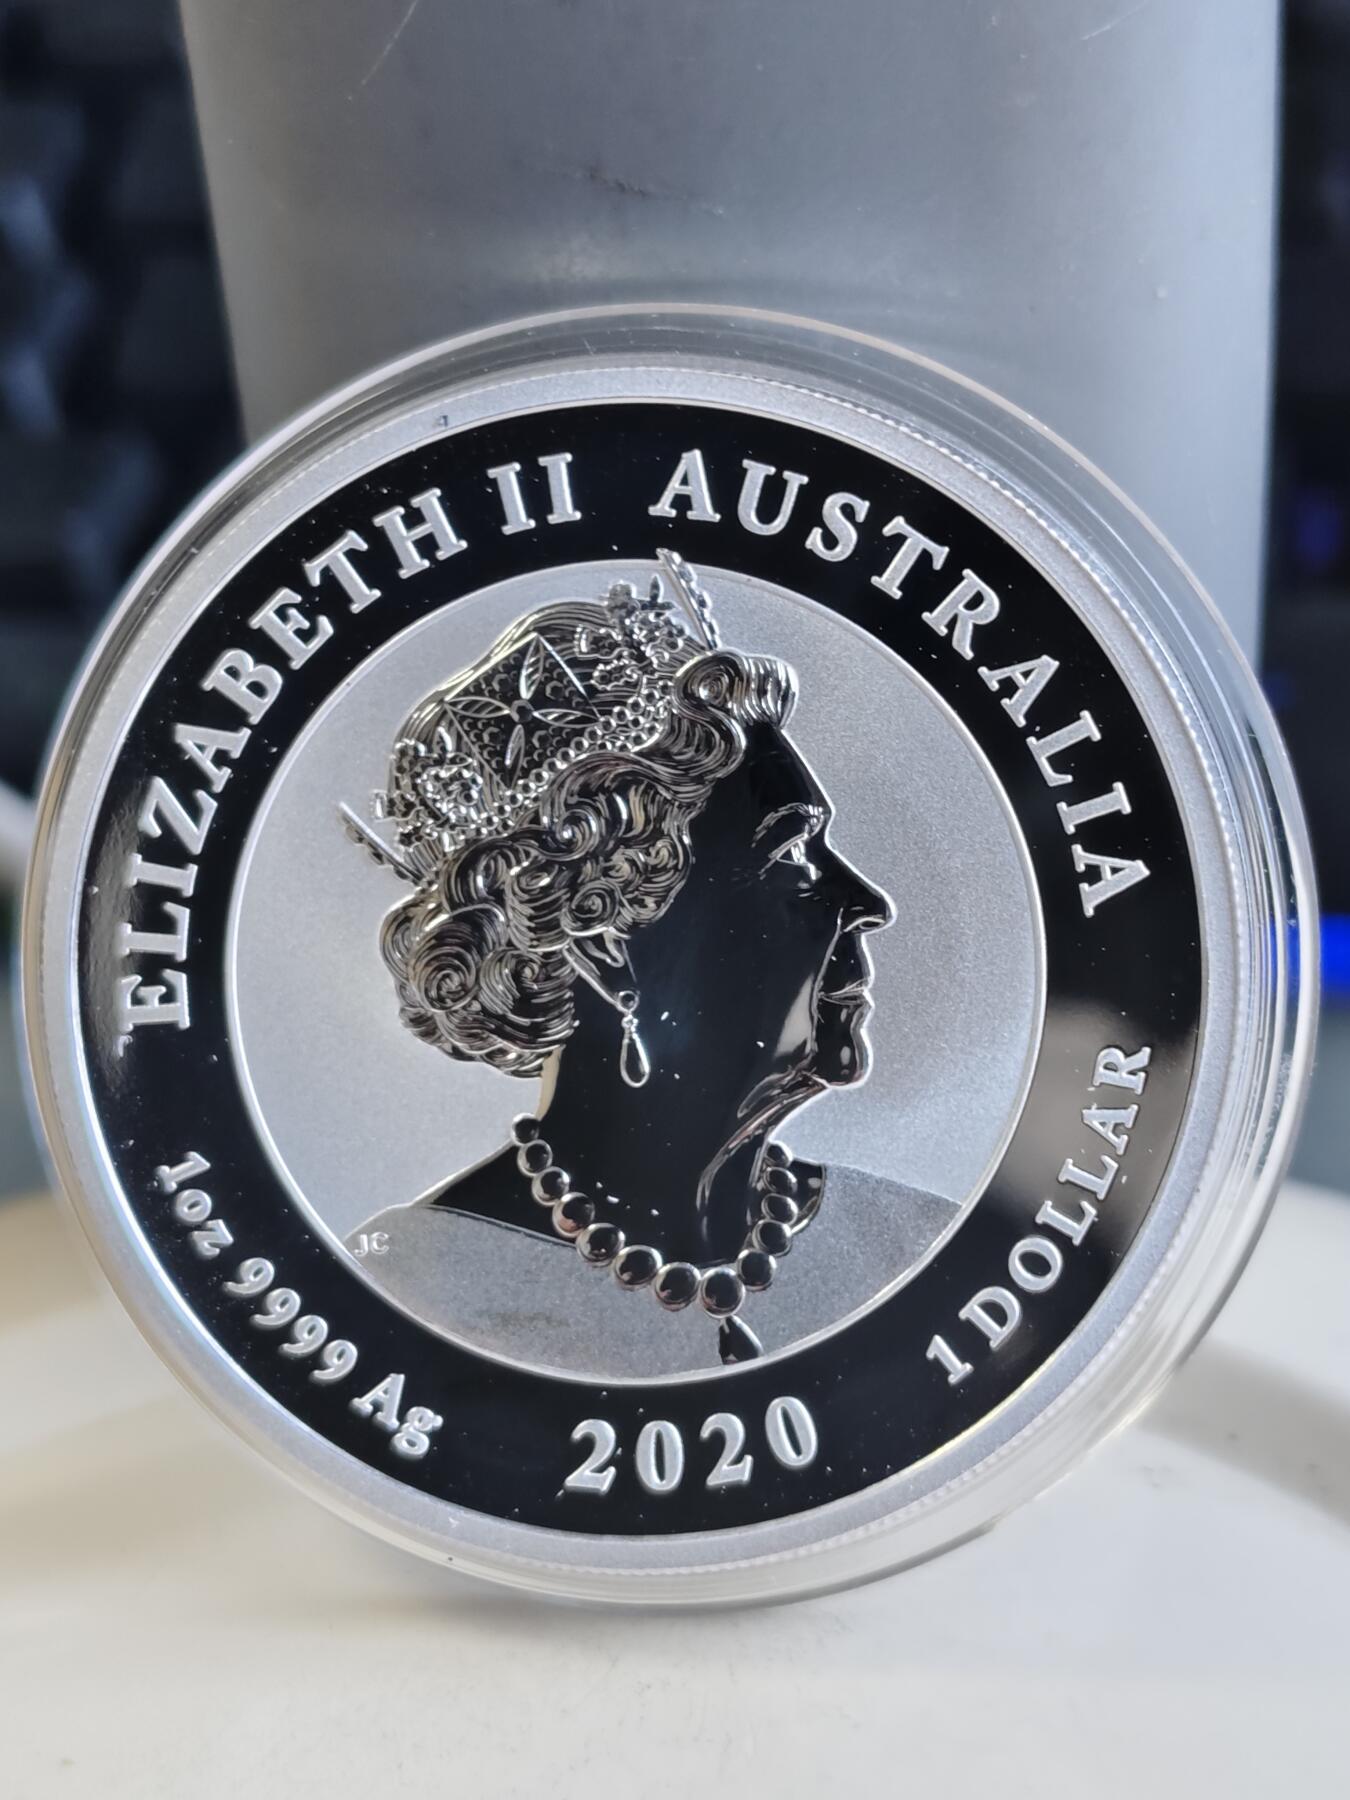 ELIZABETH II AUSTRALIA
JC
1oz 9999 Ag
2020
1 DOLLAR